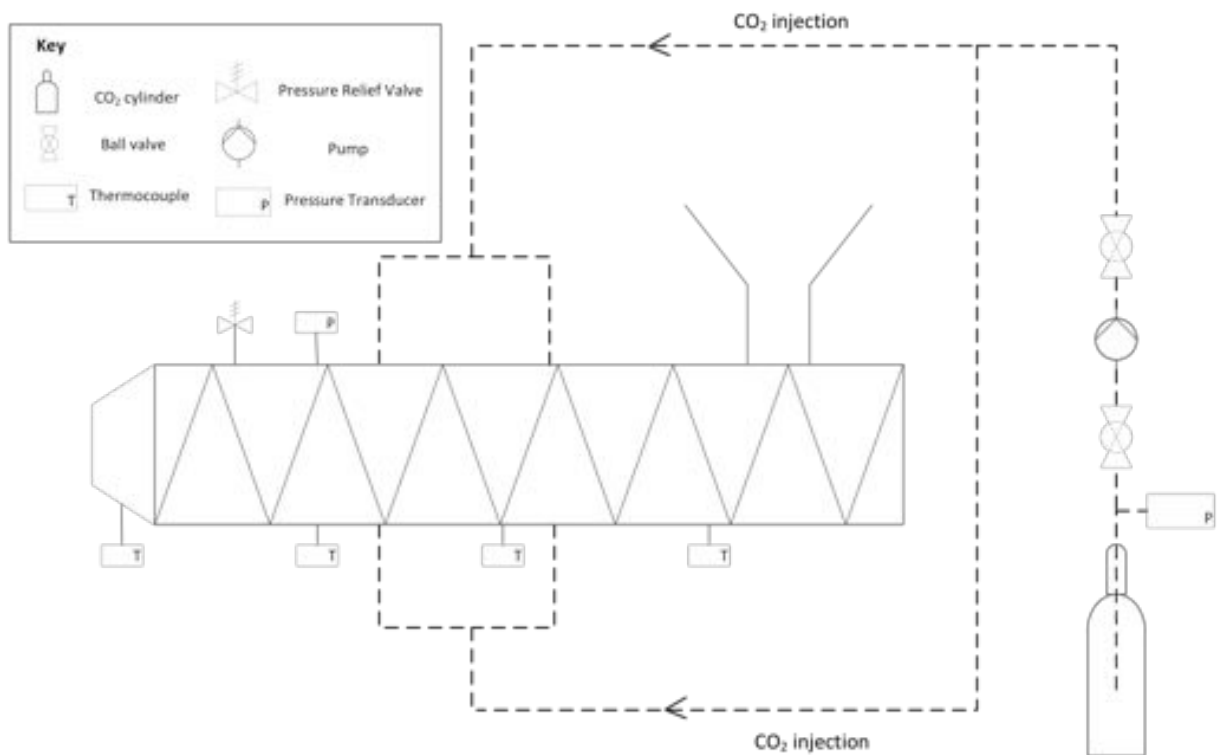 CO₂ injection
Key
CO₂ cylinder
Pressure Relief Valve
Ball valve
Pump
T
Thermocouple
P
Pressure Transducer
P
P
T
T
T
T
CO₂ injection